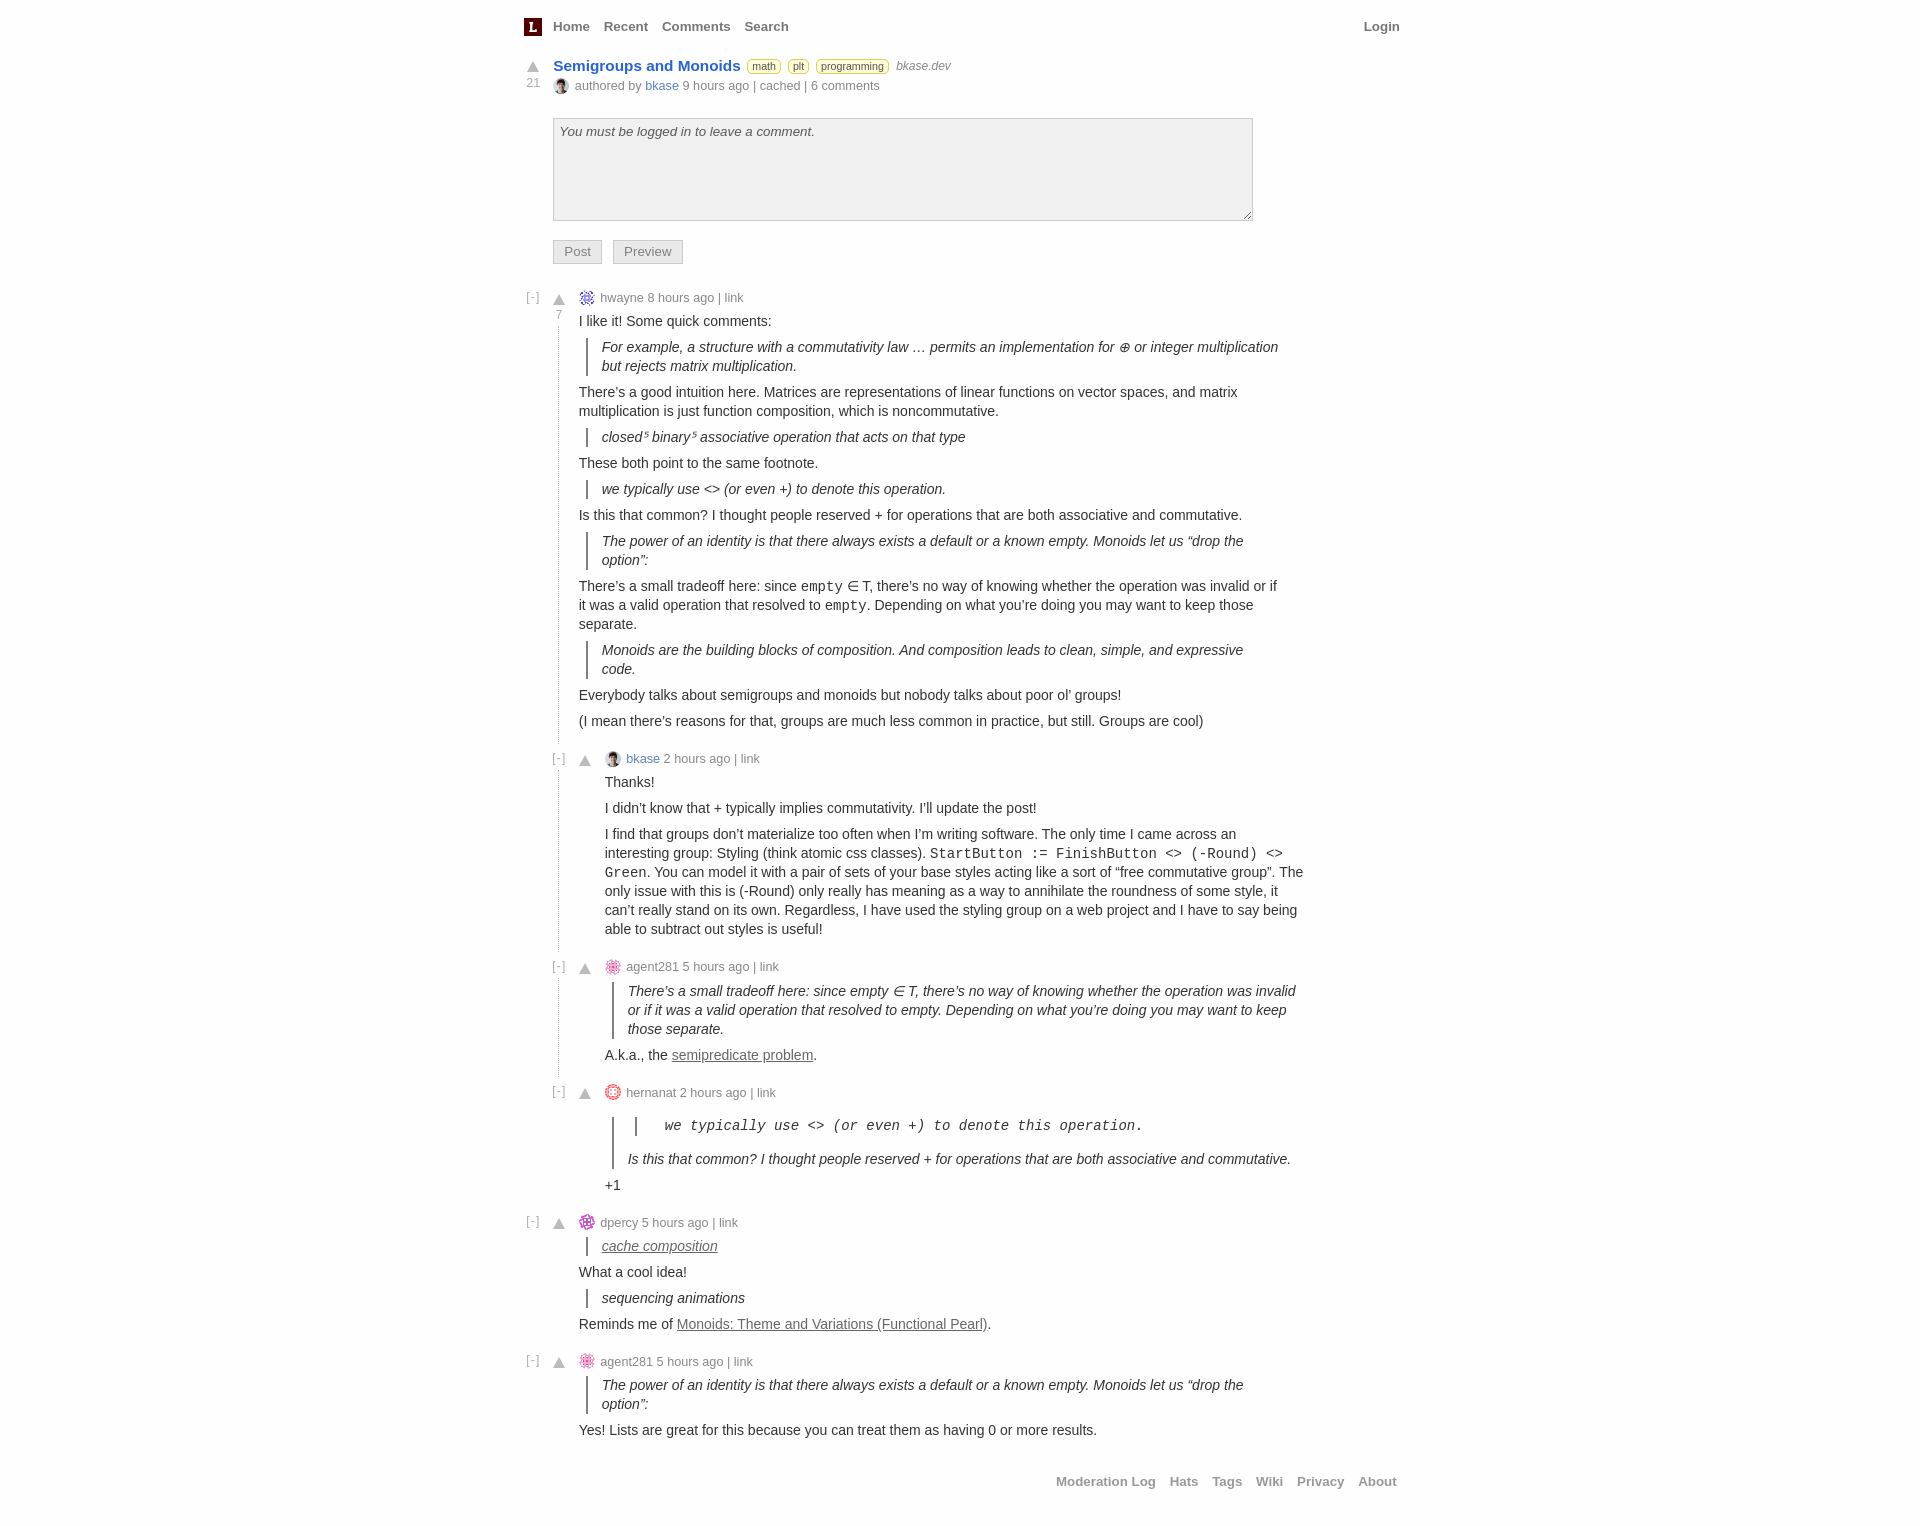 L Home Recent Comments Search Login
21
Semigroups and Monoids math plt programming bkase.dev
authored by bkase 9 hours ago | cached | 6 comments
You must be logged in to leave a comment.
Post Preview
[-] hwayne 8 hours ago | link
7
I like it! Some quick comments:
For example, a structure with a commutativity law … permits an implementation for ⊕ or integer multiplication
but rejects matrix multiplication.
There’s a good intuition here. Matrices are representations of linear functions on vector spaces, and matrix
multiplication is just function composition, which is noncommutative.
closed⁵ binary⁵ associative operation that acts on that type
These both point to the same footnote.
we typically use <> (or even +) to denote this operation.
Is this that common? I thought people reserved + for operations that are both associative and commutative.
The power of an identity is that there always exists a default or a known empty. Monoids let us “drop the
option”:
There’s a small tradeoff here: since empty ∈ T, there’s no way of knowing whether the operation was invalid or if
it was a valid operation that resolved to empty. Depending on what you’re doing you may want to keep those
separate.
Monoids are the building blocks of composition. And composition leads to clean, simple, and expressive
code.
Everybody talks about semigroups and monoids but nobody talks about poor ol’ groups!
(I mean there’s reasons for that, groups are much less common in practice, but still. Groups are cool)
[-] bkase 2 hours ago | link
Thanks!
I didn’t know that + typically implies commutativity. I’ll update the post!
I find that groups don’t materialize too often when I’m writing software. The only time I came across an
interesting group: Styling (think atomic css classes). StartButton := FinishButton <> (-Round) <>
Green. You can model it with a pair of sets of your base styles acting like a sort of “free commutative group”. The
only issue with this is (-Round) only really has meaning as a way to annihilate the roundness of some style, it
can’t really stand on its own. Regardless, I have used the styling group on a web project and I have to say being
able to subtract out styles is useful!
[-] agent281 5 hours ago | link
There’s a small tradeoff here: since empty ∈ T, there’s no way of knowing whether the operation was invalid
or if it was a valid operation that resolved to empty. Depending on what you’re doing you may want to keep
those separate.
A.k.a., the semipredicate problem.
[-] hernanat 2 hours ago | link
we typically use <> (or even +) to denote this operation.
Is this that common? I thought people reserved + for operations that are both associative and commutative.
+1
[-] dpercy 5 hours ago | link
cache composition
What a cool idea!
sequencing animations
Reminds me of Monoids: Theme and Variations (Functional Pearl).
[-] agent281 5 hours ago | link
The power of an identity is that there always exists a default or a known empty. Monoids let us “drop the
option”:
Yes! Lists are great for this because you can treat them as having 0 or more results.
Moderation Log Hats Tags Wiki Privacy About